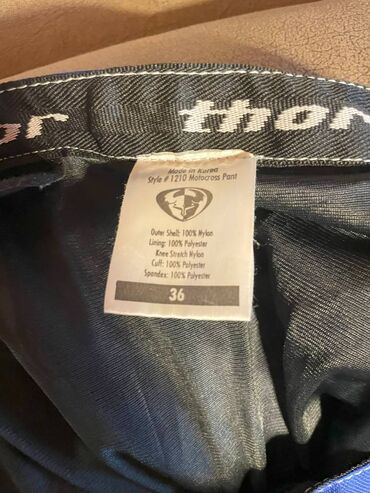 or thor
Made in Korea
Style # 1210 Motocross Pant
Outer Shell: 100% Nylon
Lining: 100% Polyester
Knee Stretch Nylon
Cuff: 100% Polyester
Spandex: 100% Polyester
36